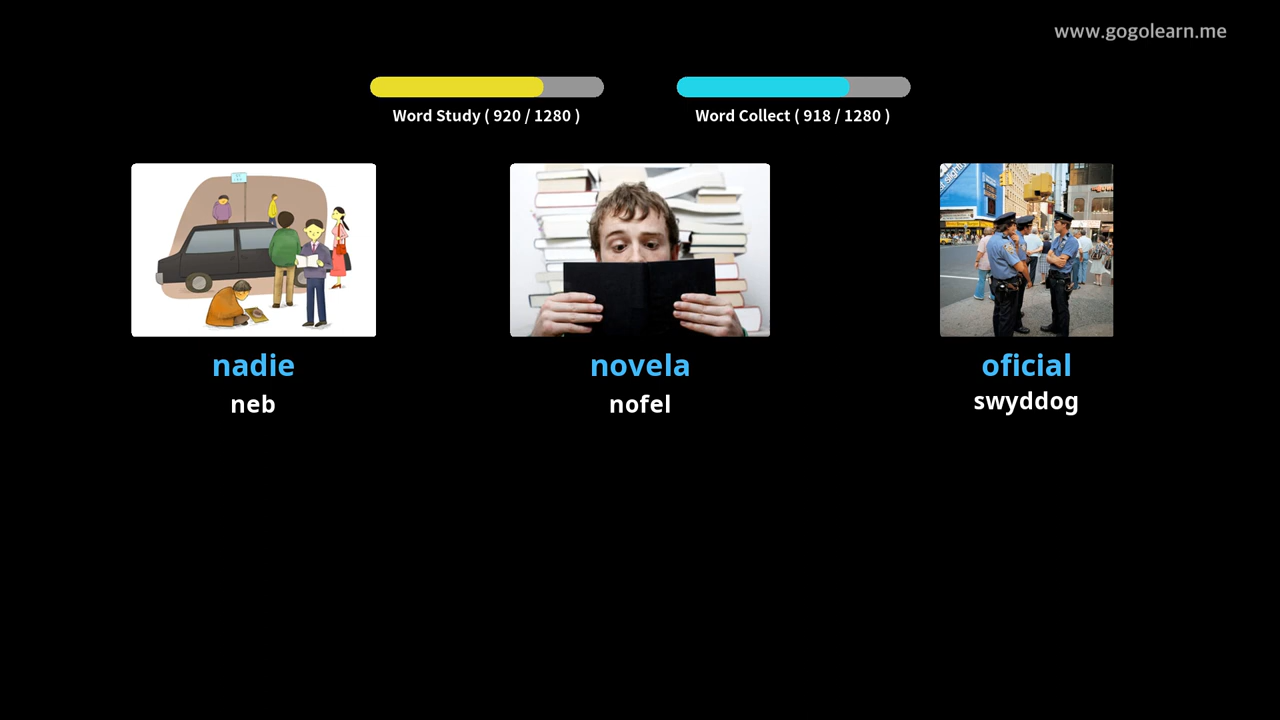 www.gogolearn.me
Word Study ( 920 / 1280 )
Word Collect ( 918 / 1280 )
nadie
neb
novela
nofel
oficial
swyddog